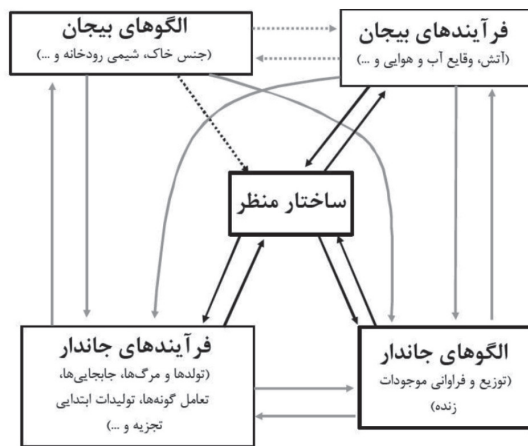 الگوهای بیجان
(جنس خاک، شیمی رودخانه و ...)
فرآیندهای بیجان
(آتش، وقایع آب و هوایی و ...)
ساختار منظر
فرآیندهای جاندار
(تولدها و مرگ‌ها، جابجایی‌ها،
تعامل گونه‌ها، تولیدات ابتدایی
تجزیه و ...)
الگوهای جاندار
(توزیع و فراوانی موجودات
زنده)